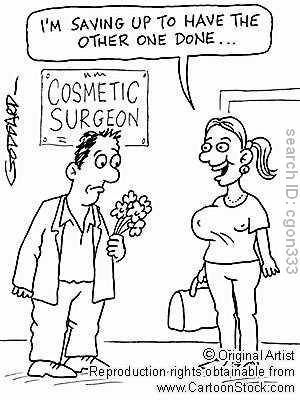 I'M SAVING UP TO HAVE THE
OTHER ONE DONE...
COSMETIC
SURGEON
GODDARD
search ID: cgon333
© Original Artist
Reproduction rights obtainable from
www.CartoonStock.com